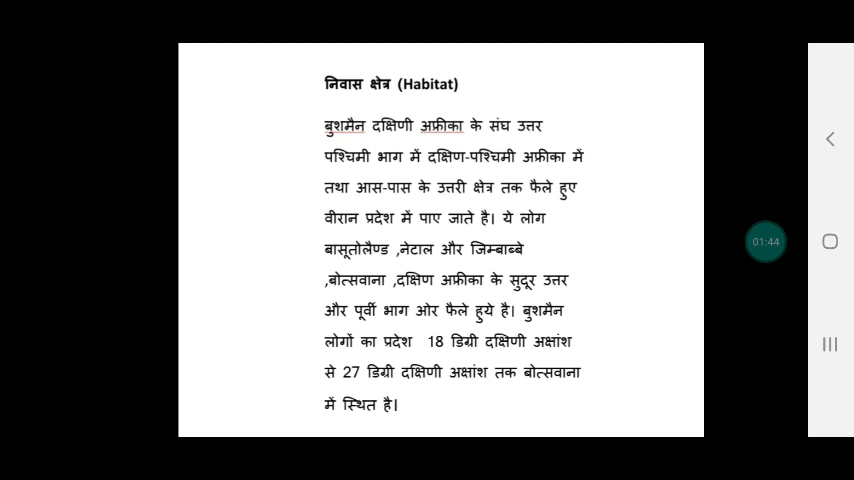 निवास क्षेत्र (Habitat)
बुशमैन दक्षिणी अफ्रीका के संघ उत्तर
पश्चिमी भाग में दक्षिण-पश्चिमी अफ्रीका में
तथा आस-पास के उत्तरी क्षेत्र तक फैले हुए
वीरान प्रदेश में पाए जाते है। ये लोग
बासूतोलैण्ड ,नेटाल और जिम्बाब्बे
,बोत्सवाना ,दक्षिण अफ्रीका के सुदूर उत्तर
और पूर्वी भाग ओर फैले हुये है। बुशमैन
लोगों का प्रदेश 18 डिग्री दक्षिणी अक्षांश
से 27 डिग्री दक्षिणी अक्षांश तक बोत्सवाना
में स्थित है।
01:44